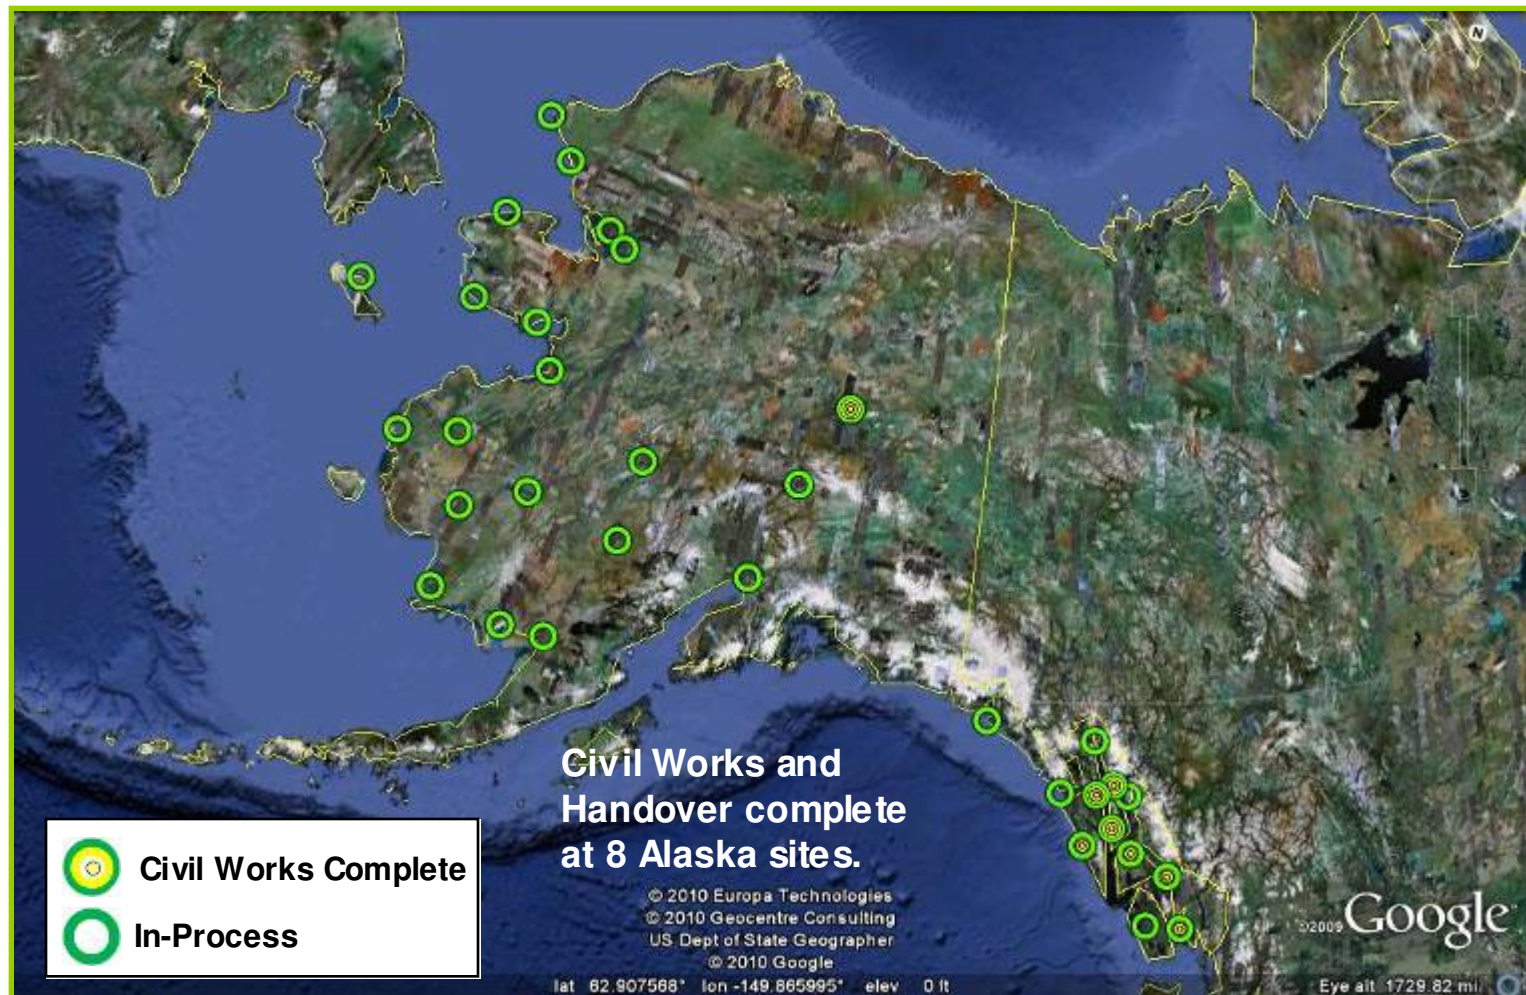 N
Civil Works and
Handover complete
at 8 Alaska sites.
Civil Works Complete
In-Process
© 2010 Europa Technologies
© 2010 Geocentre Consulting
US Dept of State Geographer
© 2010 Google
©2009 Google
lat 62.907568° lon -149.865995° elev 0 ft
Eye alt 1729.82 mi